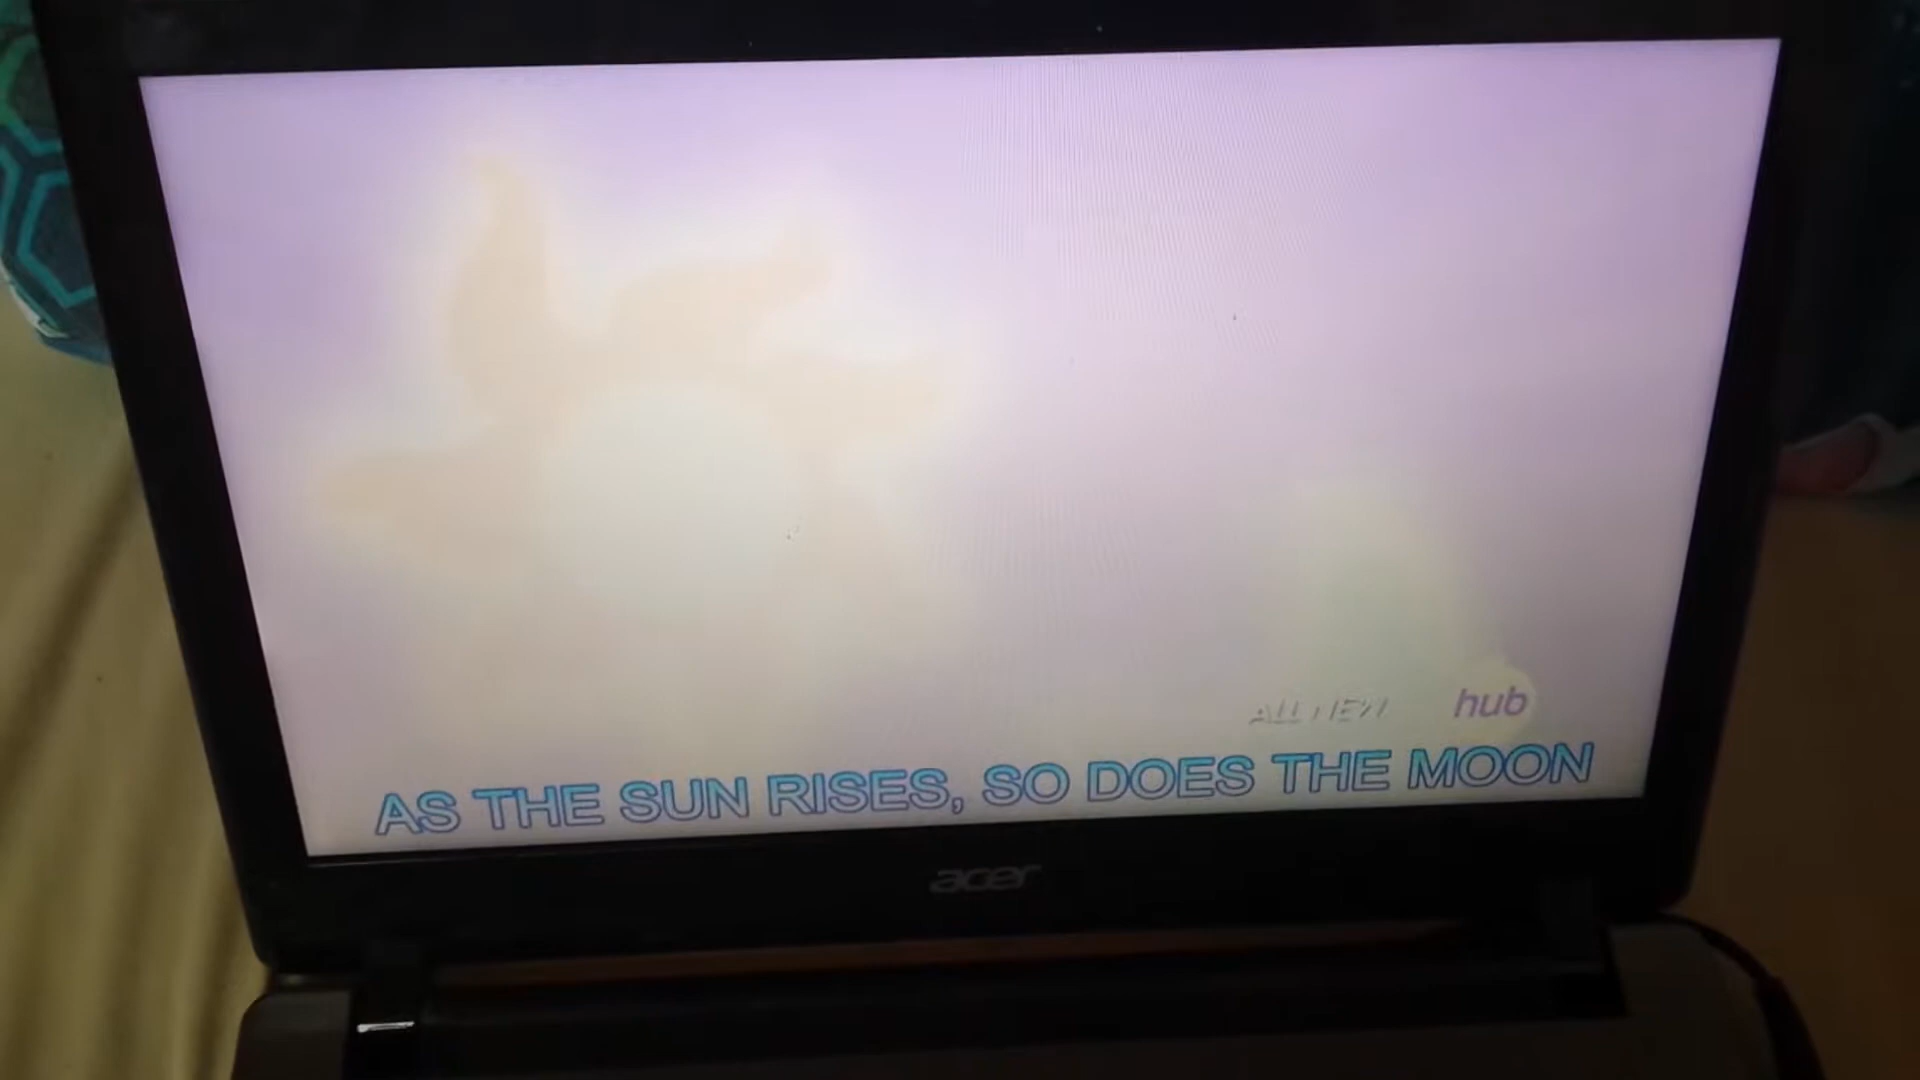 ALL NEW
hub
AS THE SUN RISES, SO DOES THE MOON
acer